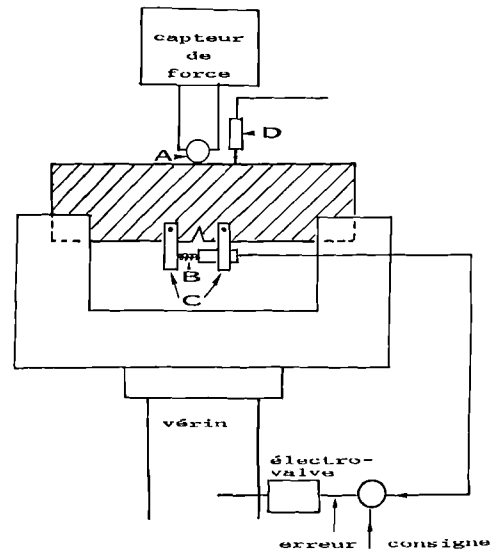 capteur
de
force
A
D
B
C
vérin
électro-
valve
erreur consigne